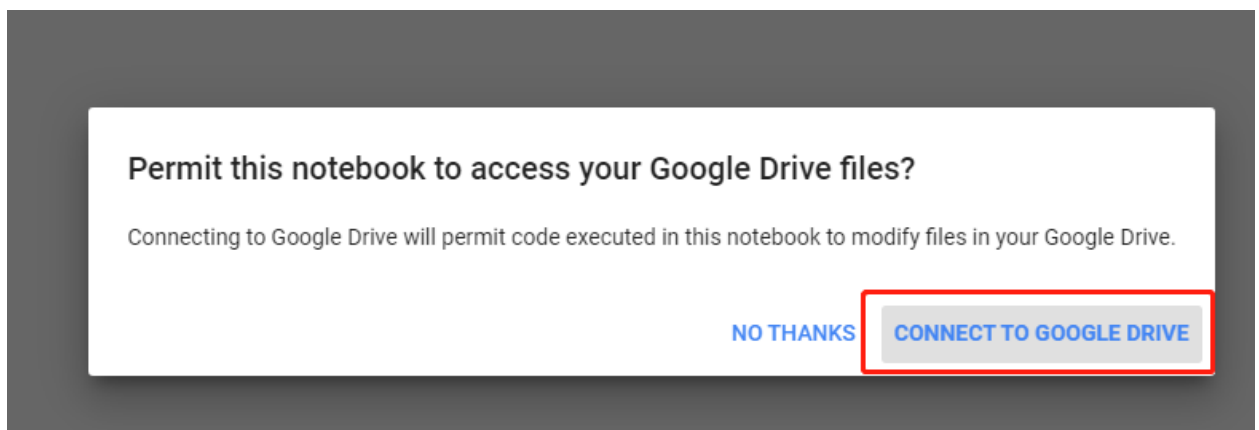 Permit this notebook to access your Google Drive files?
Connecting to Google Drive will permit code executed in this notebook to modify files in your Google Drive.
NO THANKS CONNECT TO GOOGLE DRIVE